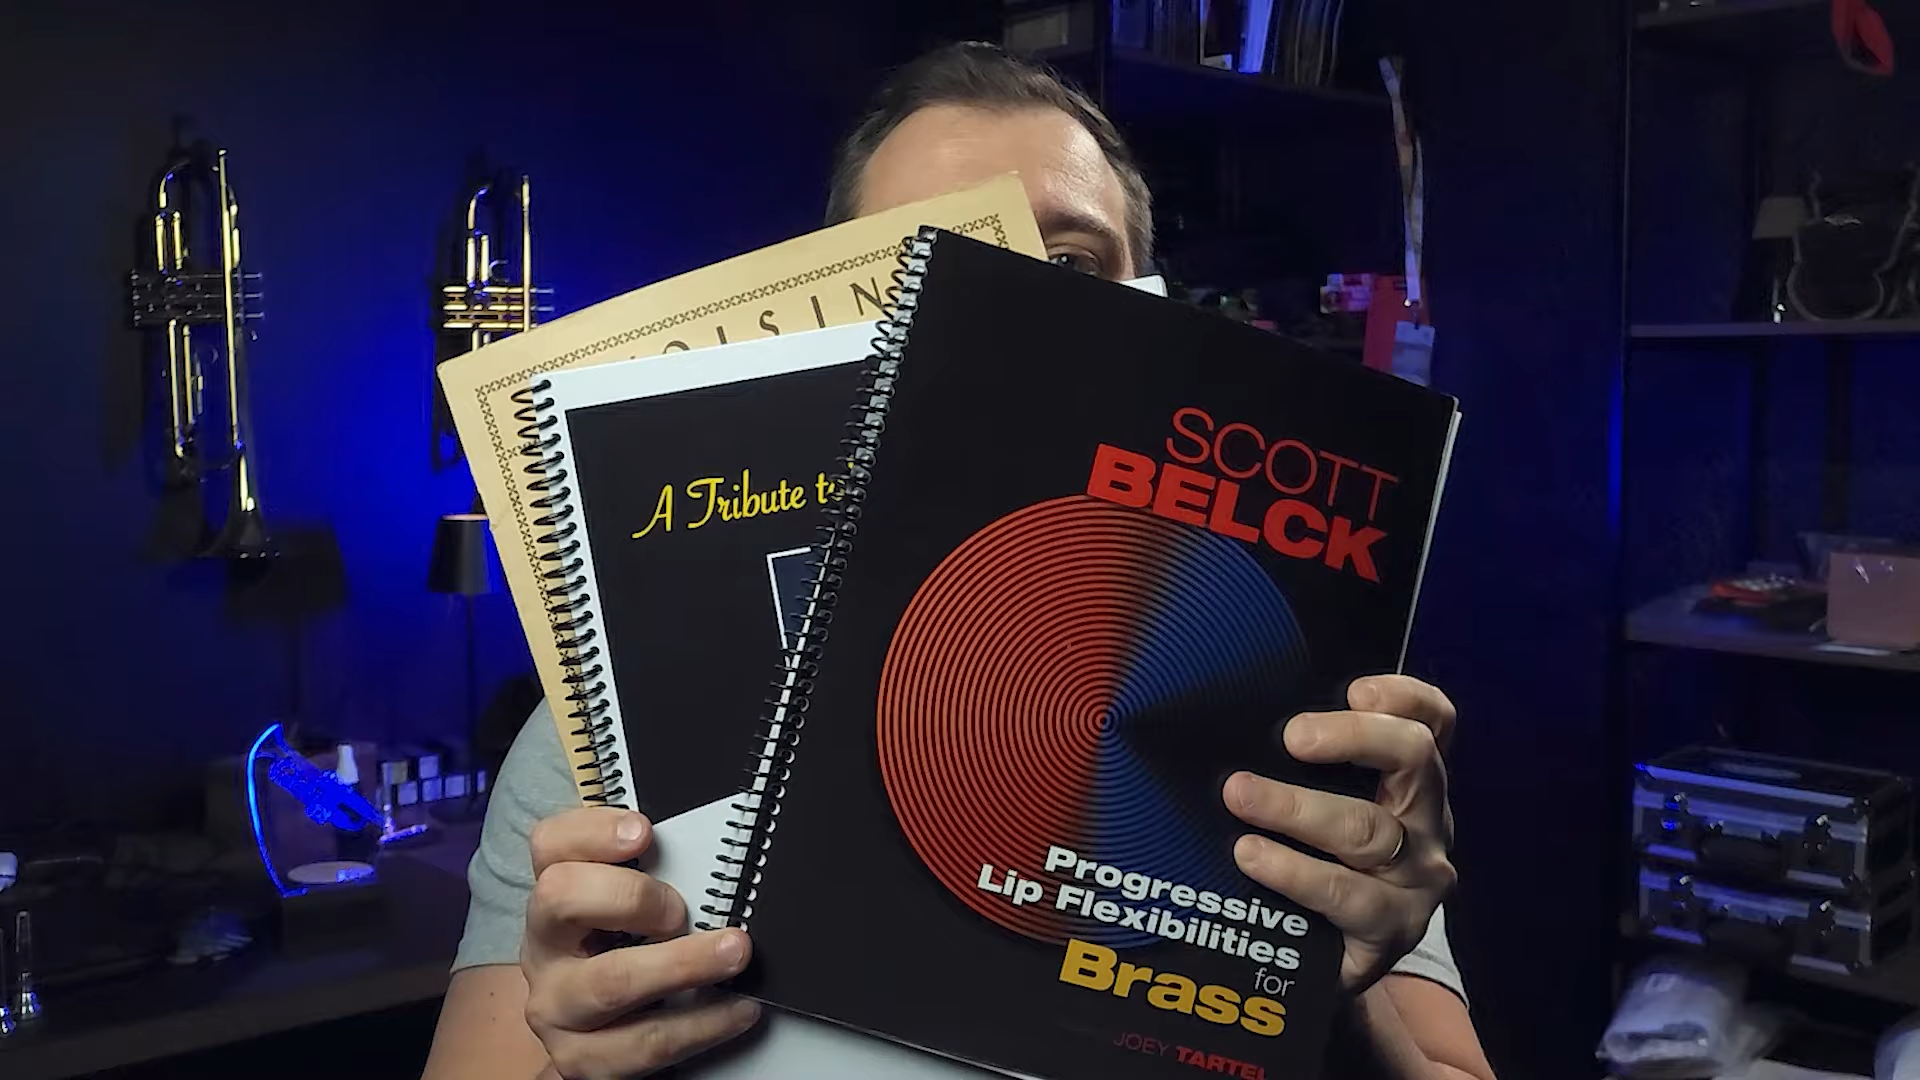 A Tribute to
SCOTT
BELCK
Progressive
Lip Flexibilities
for
Brass
JOEY TARTEL